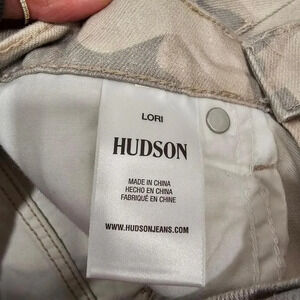 LORI
HUDSON
MADE IN CHINA
HECHO EN CHINA
FABRIQUÉ EN CHINE
WWW.HUDSONJEANS.COM